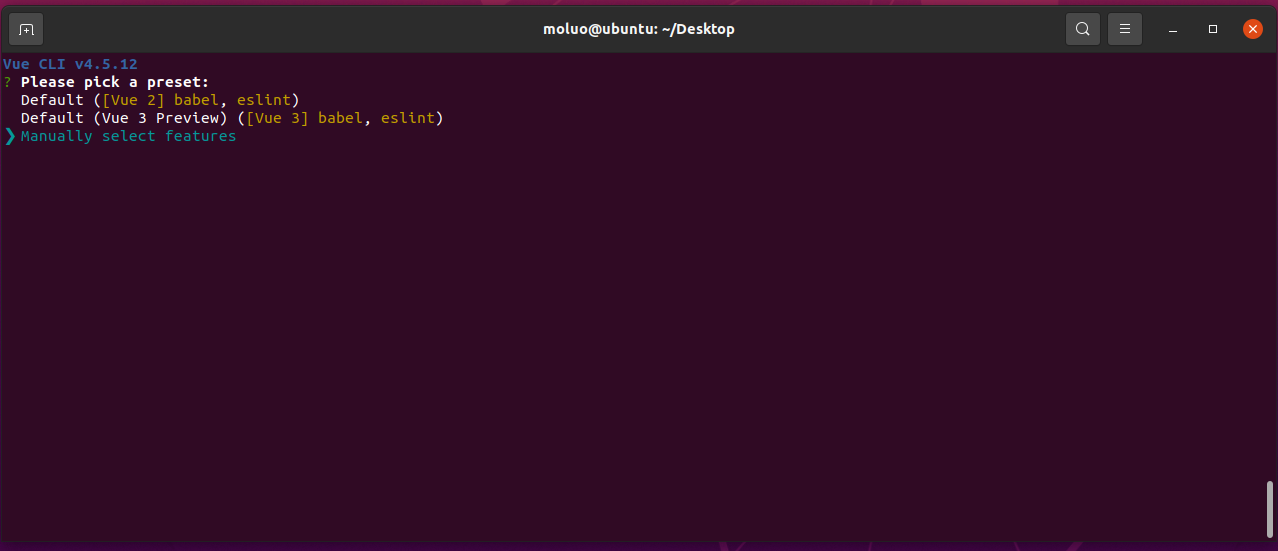 moluo@ubuntu: ~/Desktop
Vue CLI v4.5.12
? Please pick a preset:
  Default ([Vue 2] babel, eslint)
  Default (Vue 3 Preview) ([Vue 3] babel, eslint)
❯ Manually select features